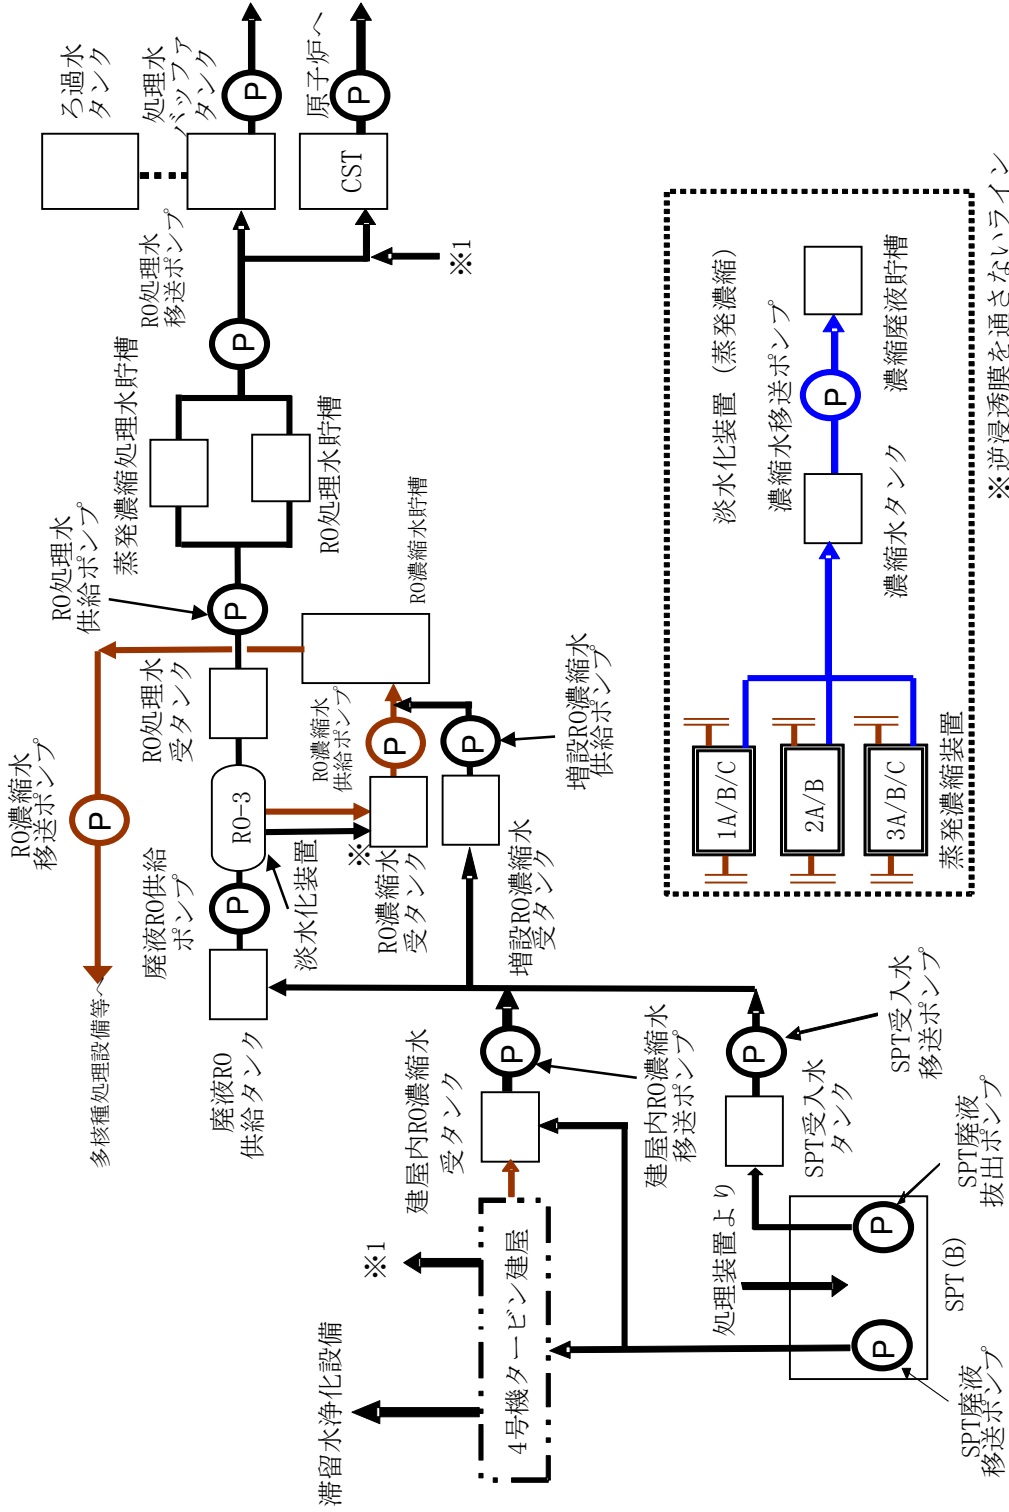 滞留水浄化設備
※1
4号機タービン建屋
SPT廃液
移送ポンプ
P
SPT(B)
処理装置より
P
SPT廃液
抜出ポンプ
SPT受入水
タンク
P
SPT受入水
移送ポンプ
建屋内RO濃縮水
受タンク
P
建屋内RO濃縮水
移送ポンプ
多核種処理設備等へ
P
RO濃縮水
移送ポンプ
廃液RO
供給タンク
廃液RO供給
ポンプ
P
RO-3
淡水化装置
RO処理水
受タンク
※
RO濃縮水
受タンク
P
RO濃縮水
供給ポンプ
増設RO濃縮水
受タンク
P
増設RO濃縮水
供給ポンプ
RO濃縮水貯槽
RO処理水
供給ポンプ
P
蒸発濃縮処理水貯槽
RO処理水貯槽
P
RO処理水
移送ポンプ
※1
ろ過水
タンク
処理水
バッファ
タンク
P
CST
P
原子炉へ
淡水化装置（蒸発濃縮）
1A/B/C
2A/B
3A/B/C
蒸発濃縮装置
濃縮水タンク
P
濃縮水移送ポンプ
濃縮廃液貯槽
※逆浸透膜を通さないライン